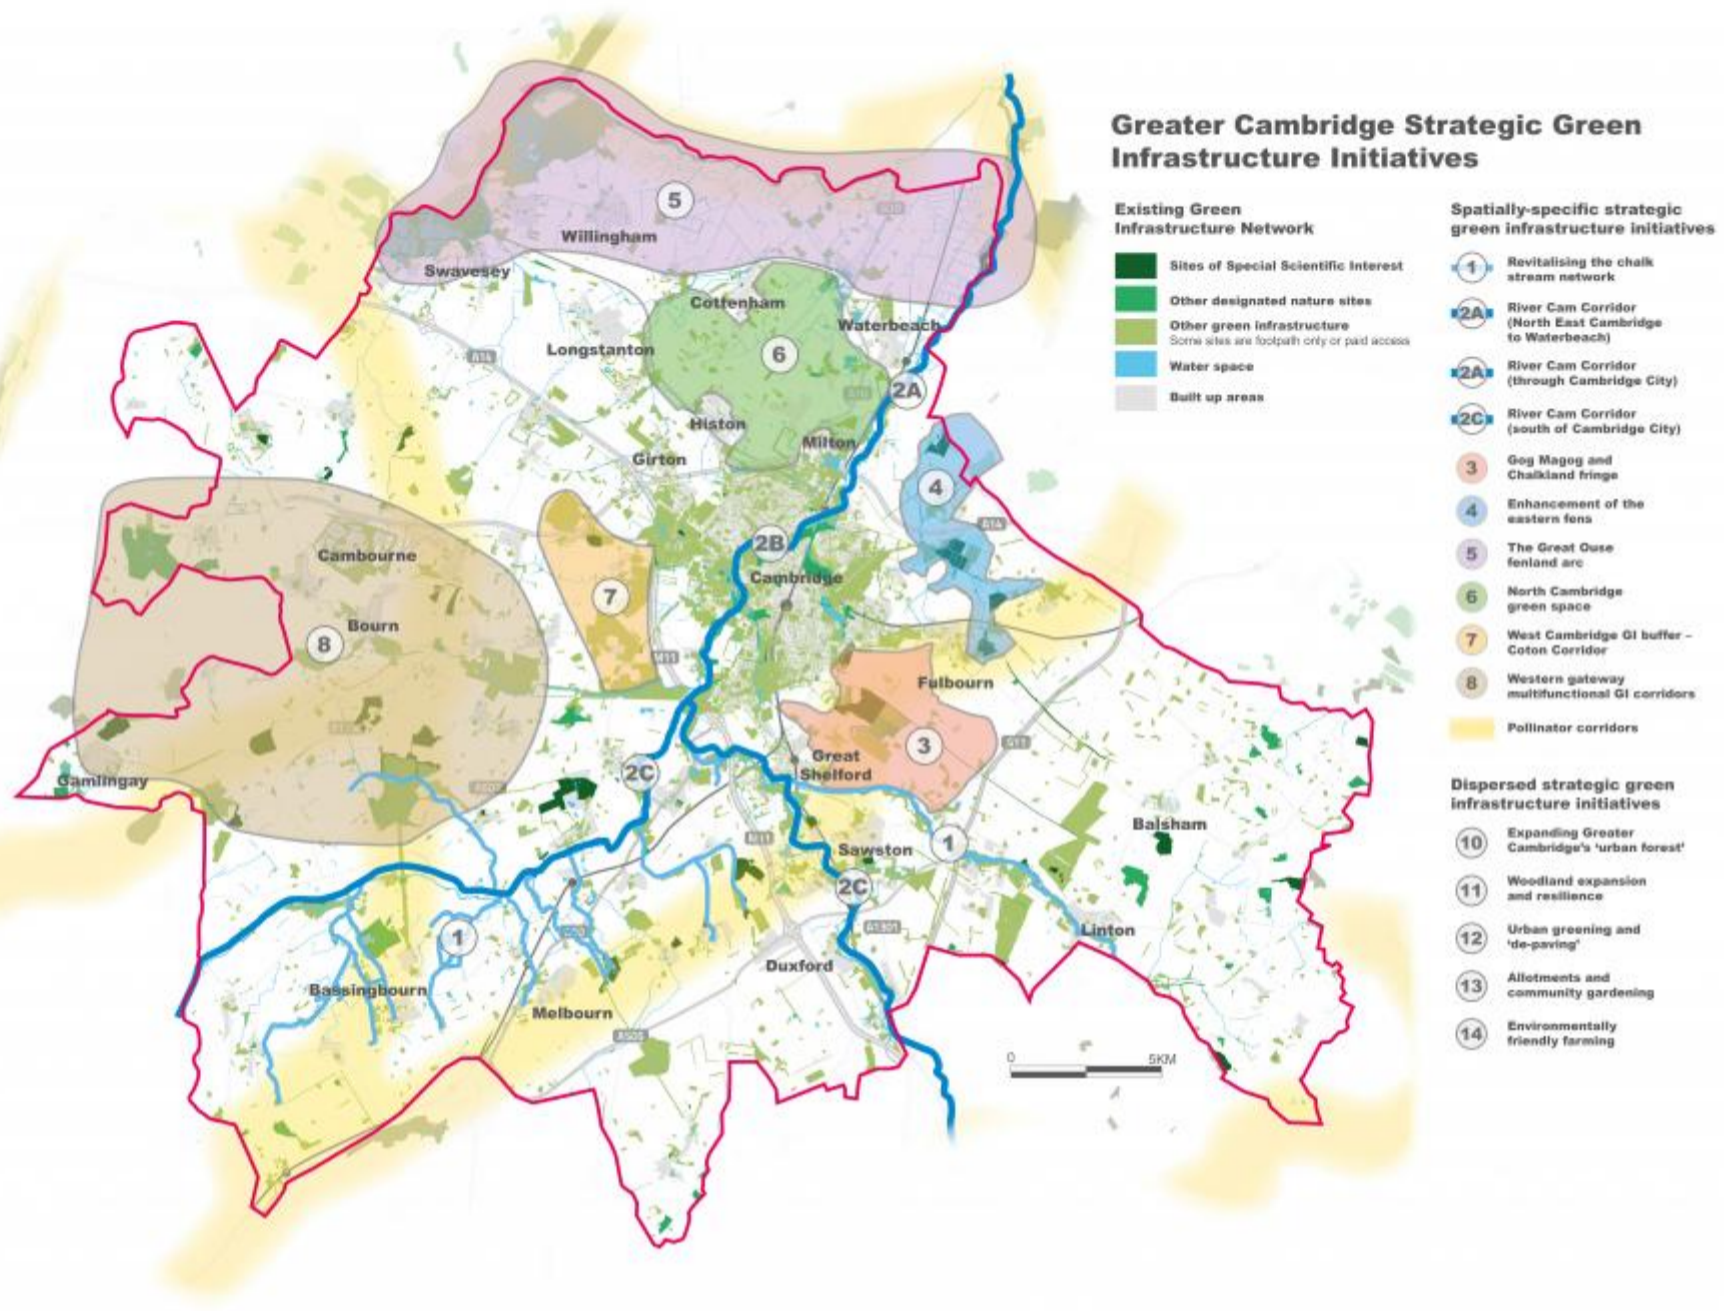 Greater Cambridge Strategic Green
Infrastructure Initiatives
Existing Green
Infrastructure Network
Sites of Special Scientific Interest
Other designated nature sites
Other green infrastructure
Some sites are footpath only or paid access
Water space
Built up areas
Spatially-specific strategic
green infrastructure initiatives
1 Revitalising the chalk
stream network
2A River Cam Corridor
(North East Cambridge
to Waterbeach)
2A River Cam Corridor
(through Cambridge City)
2C River Cam Corridor
(south of Cambridge City)
3 Gog Magog and
Chalkland fringe
4 Enhancement of the
eastern fens
5 The Great Ouse
fenland arc
6 North Cambridge
green space
7 West Cambridge GI buffer –
Coton Corridor
8 Western gateway
multifunctional GI corridors
Pollinator corridors
Dispersed strategic green
infrastructure initiatives
10 Expanding Greater
Cambridge's 'urban forest'
11 Woodland expansion
and resilience
12 Urban greening and
'de-paving'
13 Allotments and
community gardening
14 Environmentally
friendly farming
5
Willingham
Swavesey
Cottenham
Waterbeach
Longstanton
A14
6
2A
Histon
Milton
Girton
4
A14
2B
Cambridge
Cambourne
7
Bourn
8
M11
Fulbourn
3
A11
Great
Shelford
2C
Gamlingay
Balsham
M11
Sawston
1
2C
A1301
1
Linton
Duxford
Bassingbourn
Melbourn
A505
0
5KM